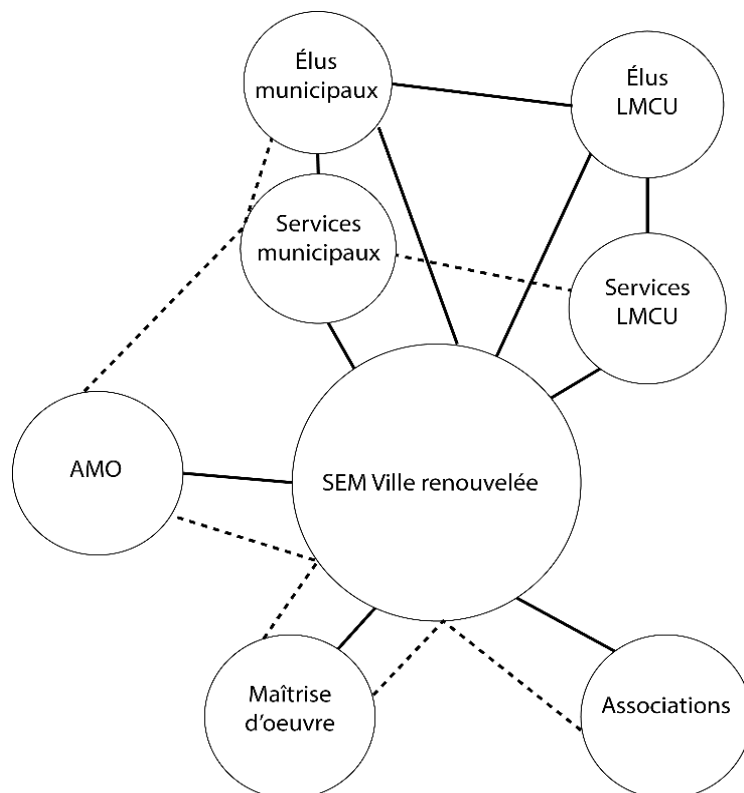 Élus
municipaux
Élus
LMCU
Services
municipaux
Services
LMCU
AMO
SEM Ville renouvelée
Maîtrise
d'oeuvre
Associations